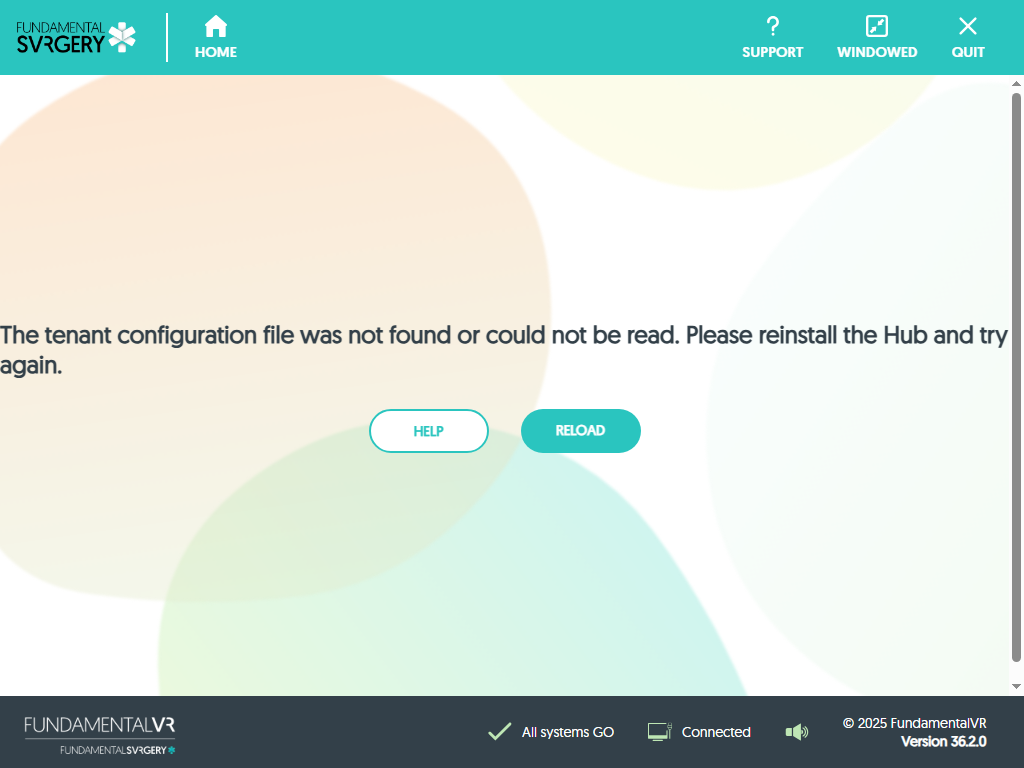 FUNDAMENTAL
SVRGERY
HOME
SUPPORT
WINDOWED
QUIT
The tenant configuration file was not found or could not be read. Please reinstall the Hub and try
again.
HELP
RELOAD
FUNDAMENTALVR
FUNDAMENTALSVRGERY
All systems GO
Connected
© 2025 FundamentalVR
Version 36.2.0